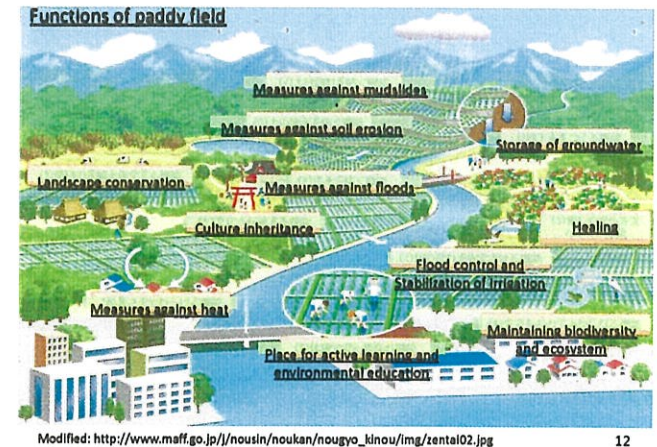 Functions of paddy field
Measures against mudslides
Measures against soil erosion
Storage of groundwater
Landscape conservation
Measures against floods
Culture inheritance
Healing
Flood control and
Stabilization of irrigation
Measures against heat
Maintaining biodiversity
and ecosystem
Place for active learning and
environmental education
Modified: http://www.maff.go.jp/j/nousin/noukan/nougyo_kinou/img/zentai02.jpg
12